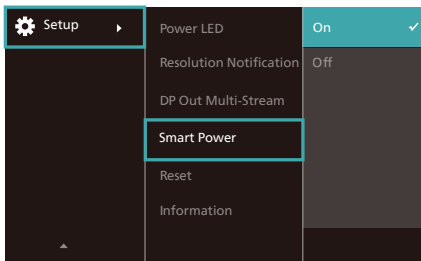 Setup
Power LED
Resolution Notification
DP Out Multi-Stream
Smart Power
Reset
Information
On
Off